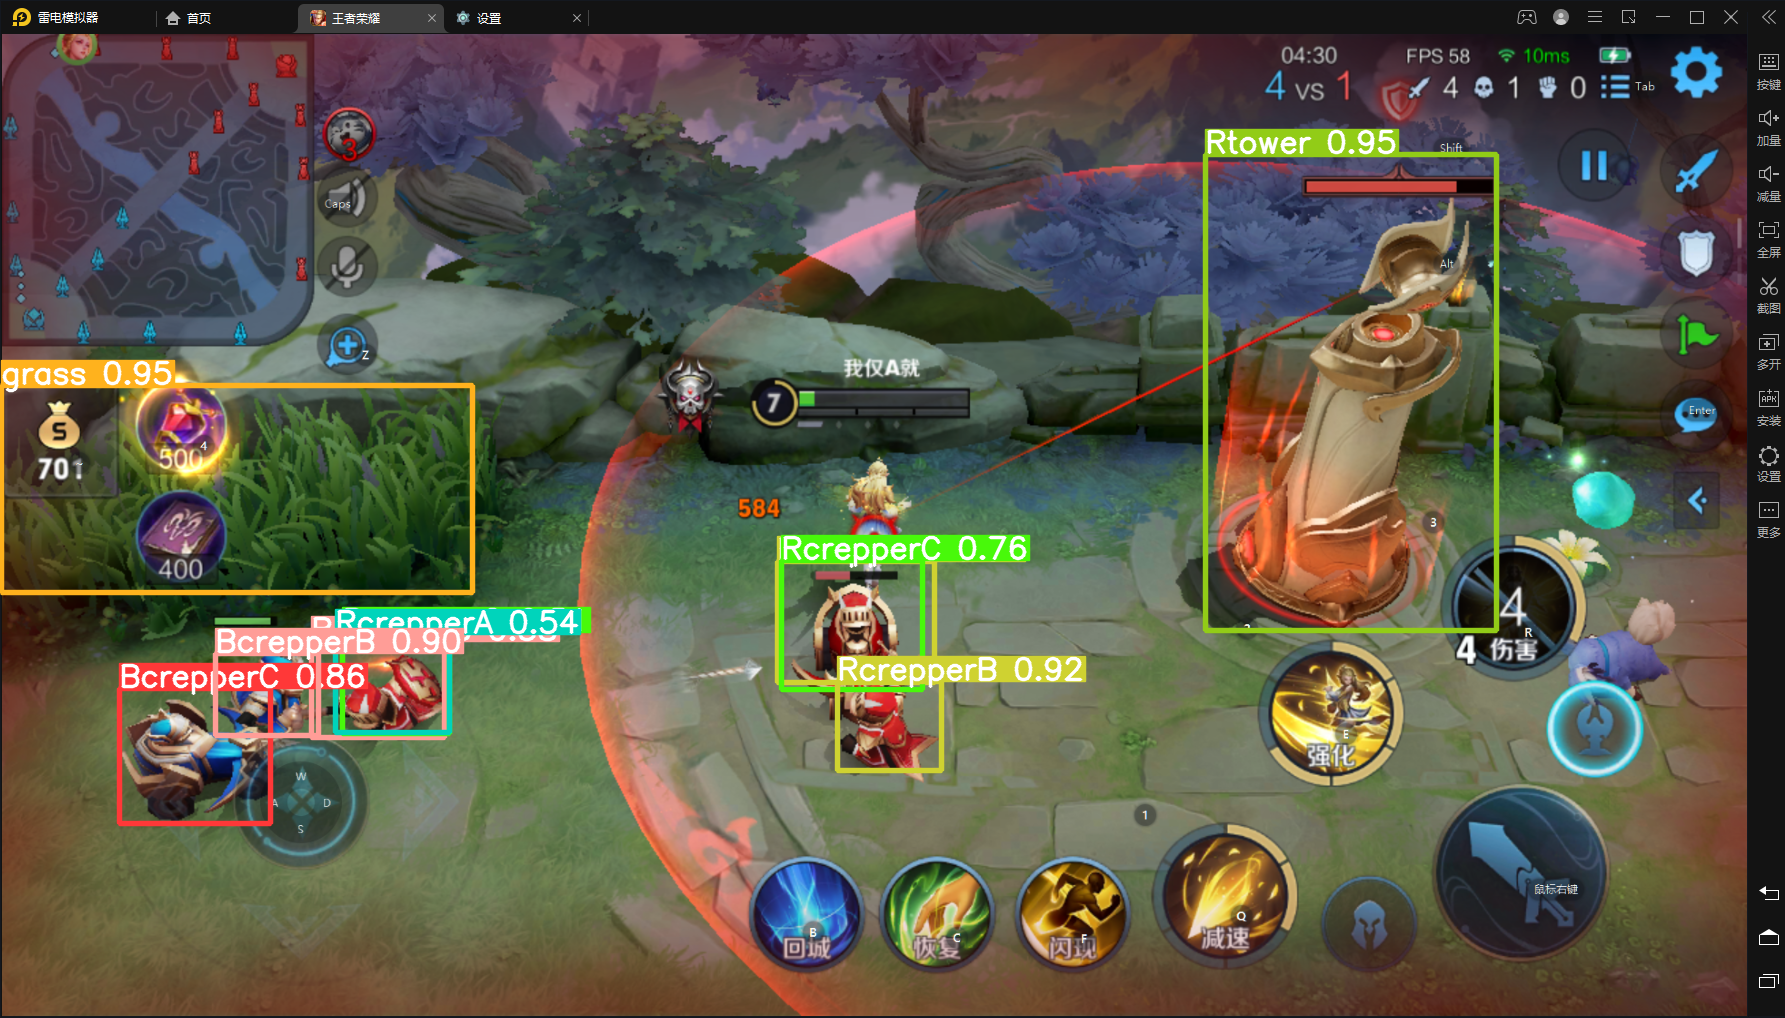 雷电模拟器
首页
王者荣耀
设置
04:30
FPS 58
10ms
4 vs 1
4
1
0
Tab
按键
加量
减量
全屏
截图
多开
安装
设置
更多
3
Caps
Z
Rtower 0.95
Shift
Alt
Enter
grass 0.95
S
701
4
500
400
我仅A就
7
584
RcrepperC 0.76
RcrepperB 0.92
RcrepperA 0.54
BcrepperB 0.90
BcrepperC 0.86
W
A
D
S
3
4
R
4 伤害
E
强化
1
B
回城
C
恢复
F
闪现
Q
减速
鼠标右键
APK